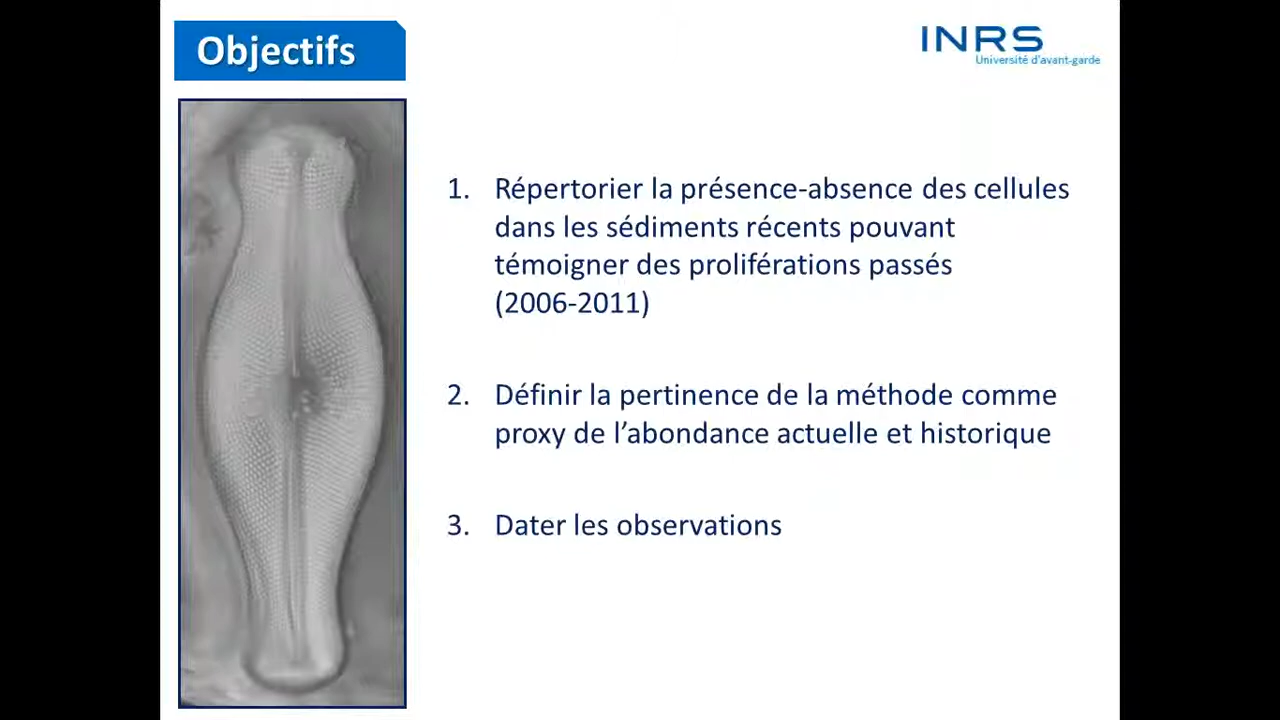 Objectifs
INRS
Université d'avant-garde
1. Répertorier la présence-absence des cellules
dans les sédiments récents pouvant
témoigner des proliférations passés
(2006-2011)
2. Définir la pertinence de la méthode comme
proxy de l’abondance actuelle et historique
3. Dater les observations